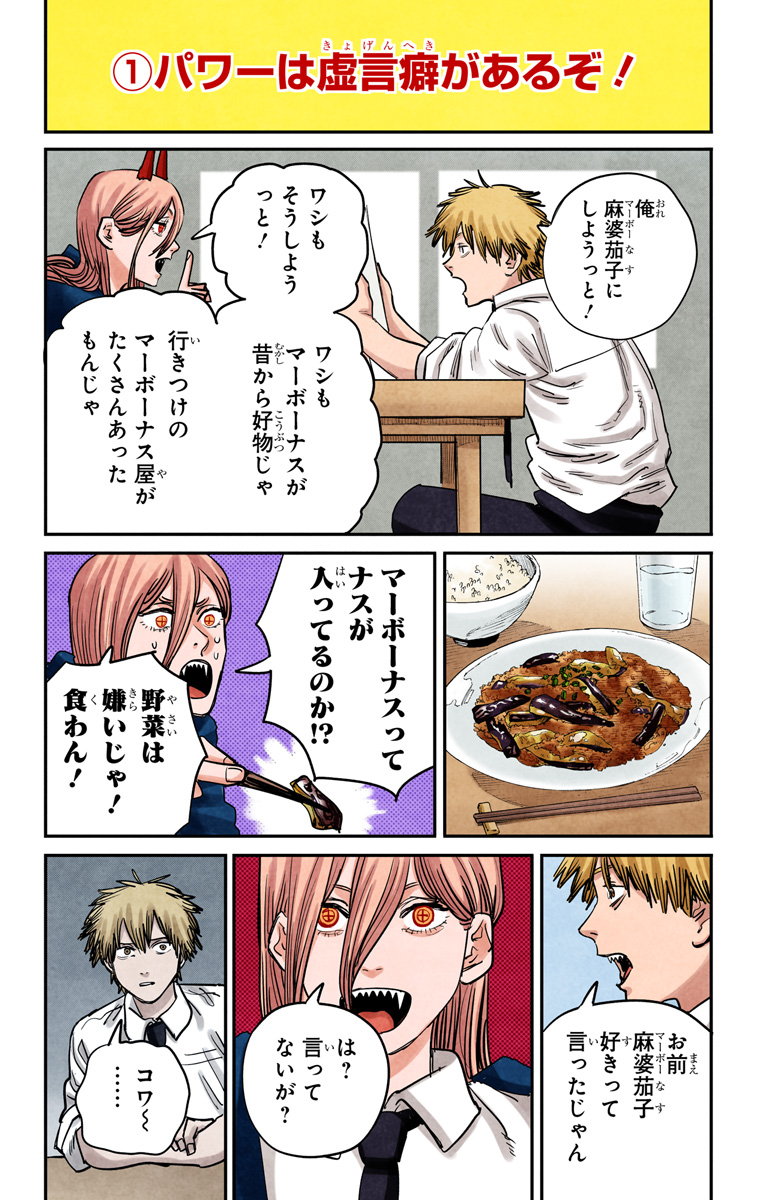 ①パワーは虚言癖があるぞ！
俺
麻婆茄子に
しようっと！
ワシも
そうしよう
っと！
ワシも
マーボーナスが
昔から好物じゃ
行きつけの
マーボーナス屋が
たくさんあった
もんじゃ
マーボーナスって
ナスが
入ってるのか!?
野菜は
嫌いじゃ！
食わん！
お前
麻婆茄子
好きって
言ったじゃん
は？
言って
ないが？
コワ〜
……